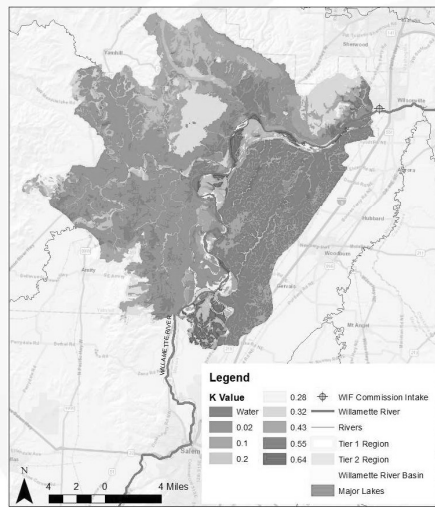 Yamhill
Sherwood
Wilsonville
Aurora
Hubbard
Woodburn
Amity
Gervais
Mt Angel
WILLAMETTE RIVER
Salem
N
4 2 0 4 Miles
Legend
K Value
Water
0.02
0.1
0.2
0.28
0.32
0.43
0.55
0.64
WIF Commission Intake
Willamette River
Rivers
Tier 1 Region
Tier 2 Region
Willamette River Basin
Major Lakes